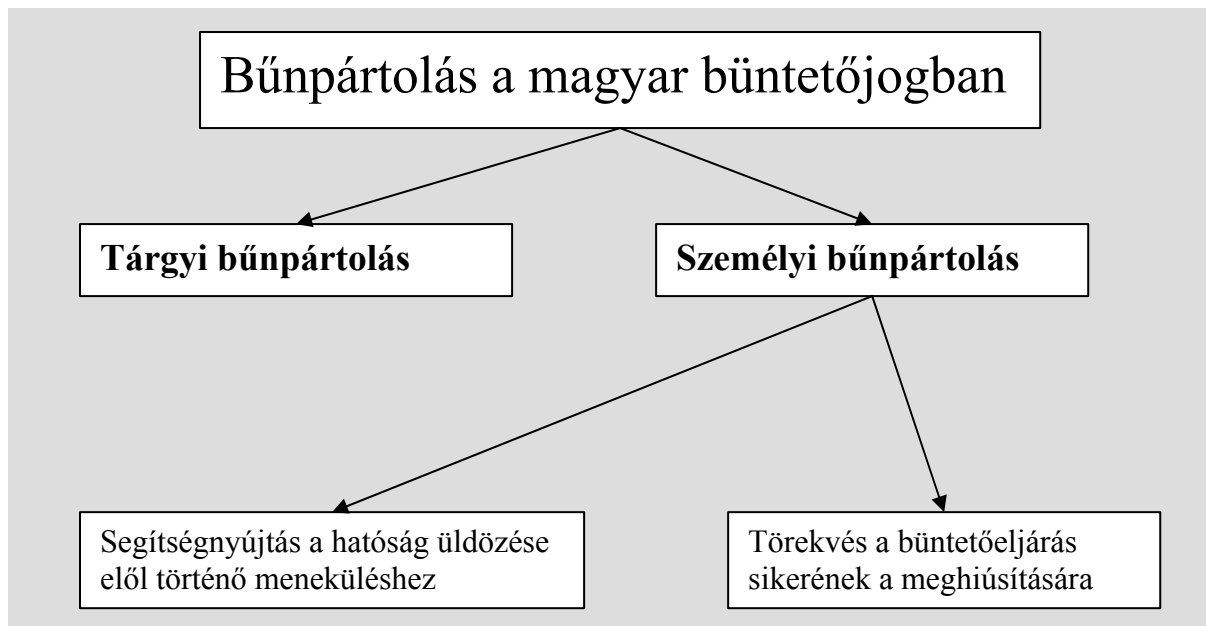 Bűnpártolás a magyar büntetőjogban
Tárgyi bűnpártolás
Személyi bűnpártolás
Segítségnyújtás a hatóság üldözése
elől történő meneküléshez
Törekvés a büntetőeljárás
sikerének a meghiúsítására